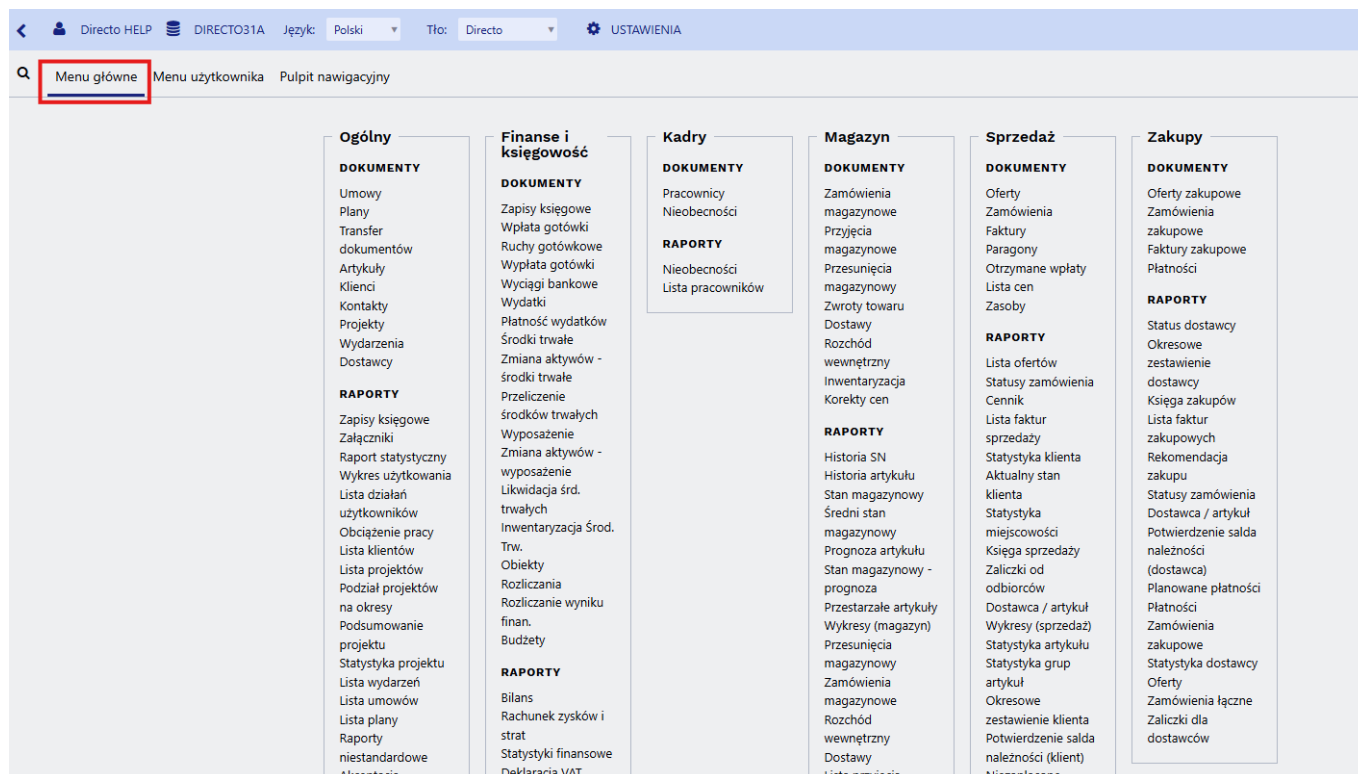 Directo HELP DIRECTO31A Język: Polski Tło: Directo USTAWIENIA
Menu główne Menu użytkownika Pulpit nawigacyjny
Ogólny
DOKUMENTY
Umowy
Plany
Transfer
dokumentów
Artykuły
Klienci
Kontakty
Projekty
Wydarzenia
Dostawcy
RAPORTY
Zapisy księgowe
Załączniki
Raport statystyczny
Wykres użytkowania
Lista działań
użytkowników
Obciążenie pracy
Lista klientów
Lista projektów
Podział projektów
na okresy
Podsumowanie
projektu
Statystyka projektu
Lista wydarzeń
Lista umowów
Lista plany
Raporty
niestandardowe
Finanse i
księgowość
DOKUMENTY
Zapisy księgowe
Wpłata gotówki
Ruchy gotówkowe
Wypłata gotówki
Wyciągi bankowe
Wydatki
Płatność wydatków
Środki trwałe
Zmiana aktywów -
środki trwałe
Przeliczenie
środków trwałych
Wyposażenie
Zmiana aktywów -
wyposażenie
Likwidacja śrd.
trwałych
Inwentaryzacja Środ.
Trw.
Obiekty
Rozliczania
Rozliczanie wyniku
finan.
Budżety
RAPORTY
Bilans
Rachunek zysków i
strat
Statystyki finansowe
Deklaracja VAT
Kadry
DOKUMENTY
Pracownicy
Nieobecności
RAPORTY
Nieobecności
Lista pracowników
Magazyn
DOKUMENTY
Zamówienia
magazynowe
Przyjęcia
magazynowe
Przesunięcia
magazynowy
Zwroty towaru
Dostawy
Rozchód
wewnętrzny
Inwentaryzacja
Korekty cen
RAPORTY
Historia SN
Historia artykułu
Stan magazynowy
Średni stan
magazynowy
Prognoza artykułu
Stan magazynowy -
prognoza
Przestarzałe artykuły
Wykresy (magazyn)
Przesunięcia
magazynowy
Zamówienia
magazynowe
Rozchód
wewnętrzny
Dostawy
Sprzedaż
DOKUMENTY
Oferty
Zamówienia
Faktury
Paragony
Otrzymane wpłaty
Lista cen
Zasoby
RAPORTY
Lista ofertów
Statusy zamówienia
Cennik
Lista faktur
sprzedaży
Statystyka klienta
Aktualny stan
klienta
Statystyka
miejscowości
Księga sprzedaży
Zaliczki od
odbiorców
Dostawca / artykuł
Wykresy (sprzedaż)
Statystyka artykułu
Statystyka grup
artykuł
Okresowe
zestawienie klienta
Potwierdzenie salda
należności (klient)
Zakupy
DOKUMENTY
Oferty zakupowe
Zamówienia
zakupowe
Faktury zakupowe
Płatności
RAPORTY
Status dostawcy
Okresowe
zestawienie
dostawcy
Księga zakupów
Lista faktur
zakupowych
Rekomendacja
zakupu
Statusy zamówienia
Dostawca / artykuł
Potwierdzenie salda
należności
(dostawca)
Planowane płatności
Płatności
Zamówienia
zakupowe
Statystyka dostawcy
Oferty
Zamówienia łączne
Zaliczki dla
dostawców